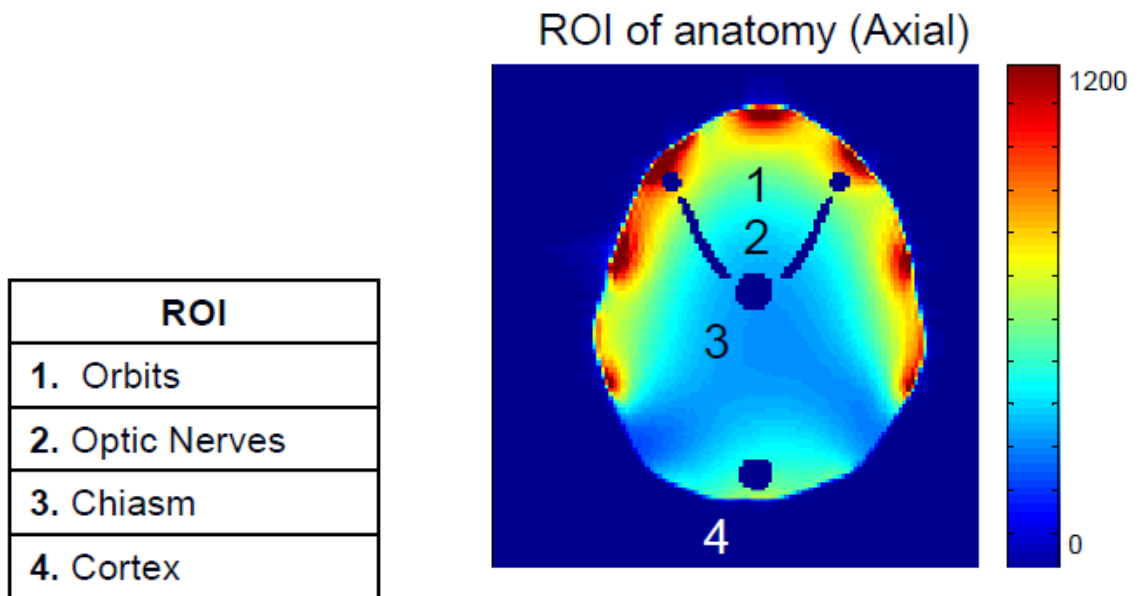 ROI of anatomy (Axial)
1200
1
2
3
4
0
ROI
1. Orbits
2. Optic Nerves
3. Chiasm
4. Cortex